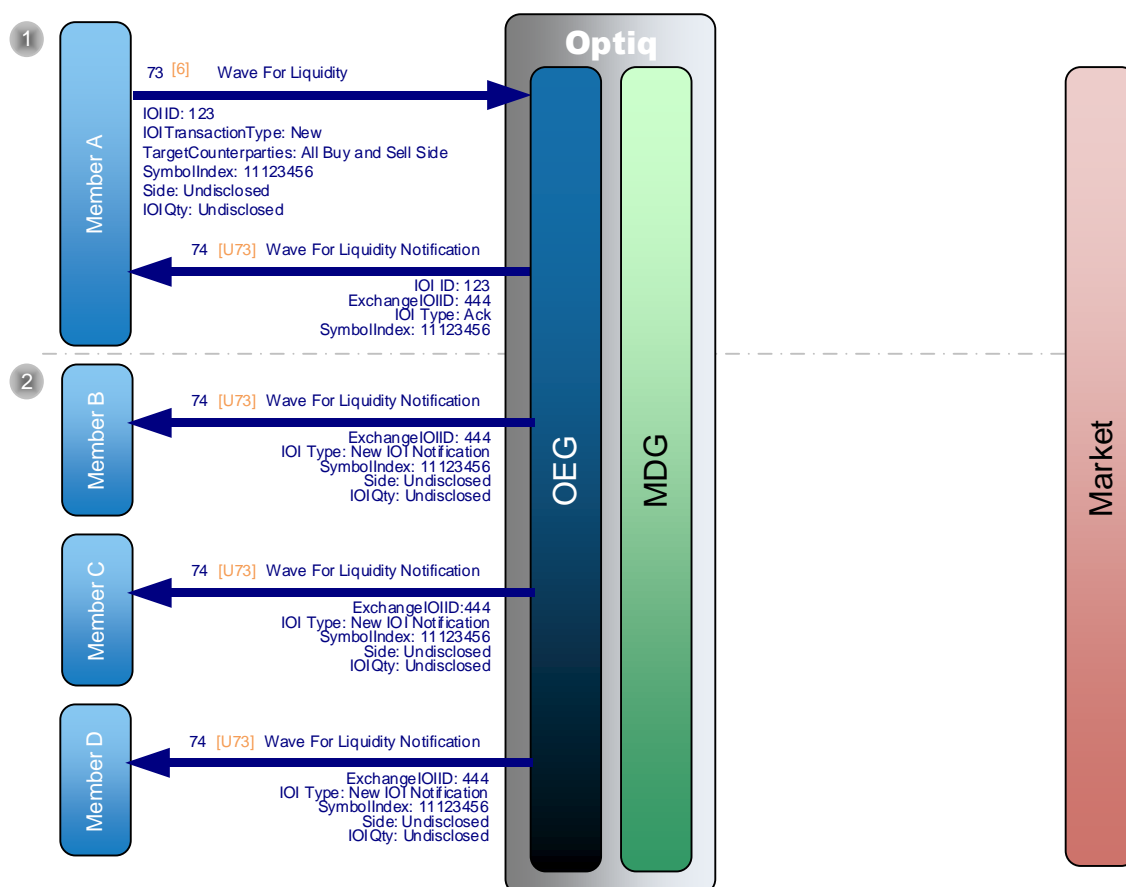 1
Optiq
Member A
73 [6] Wave For Liquidity
IOIID: 123
IOITransactionType: New
TargetCounterparties: All Buy and Sell Side
SymbolIndex: 11123456
Side: Undisclosed
IOIQty: Undisclosed
74 [U73] Wave For Liquidity Notification
IOI ID: 123
ExchangeIOIID: 444
IOI Type: Ack
SymbolIndex: 11123456
2
Member B
74 [U73] Wave For Liquidity Notification
ExchangeIOIID: 444
IOI Type: New IOI Notification
SymbolIndex: 11123456
Side: Undisclosed
IOIQty: Undisclosed
Member C
74 [U73] Wave For Liquidity Notification
ExchangeIOIID:444
IOI Type: New IOI Notification
SymbolIndex: 11123456
Side: Undisclosed
IOIQty: Undisclosed
Member D
74 [U73] Wave For Liquidity Notification
ExchangeIOIID: 444
IOI Type: New IOI Notification
SymbolIndex: 11123456
Side: Undisclosed
IOIQty: Undisclosed
OEG
MDG
Market